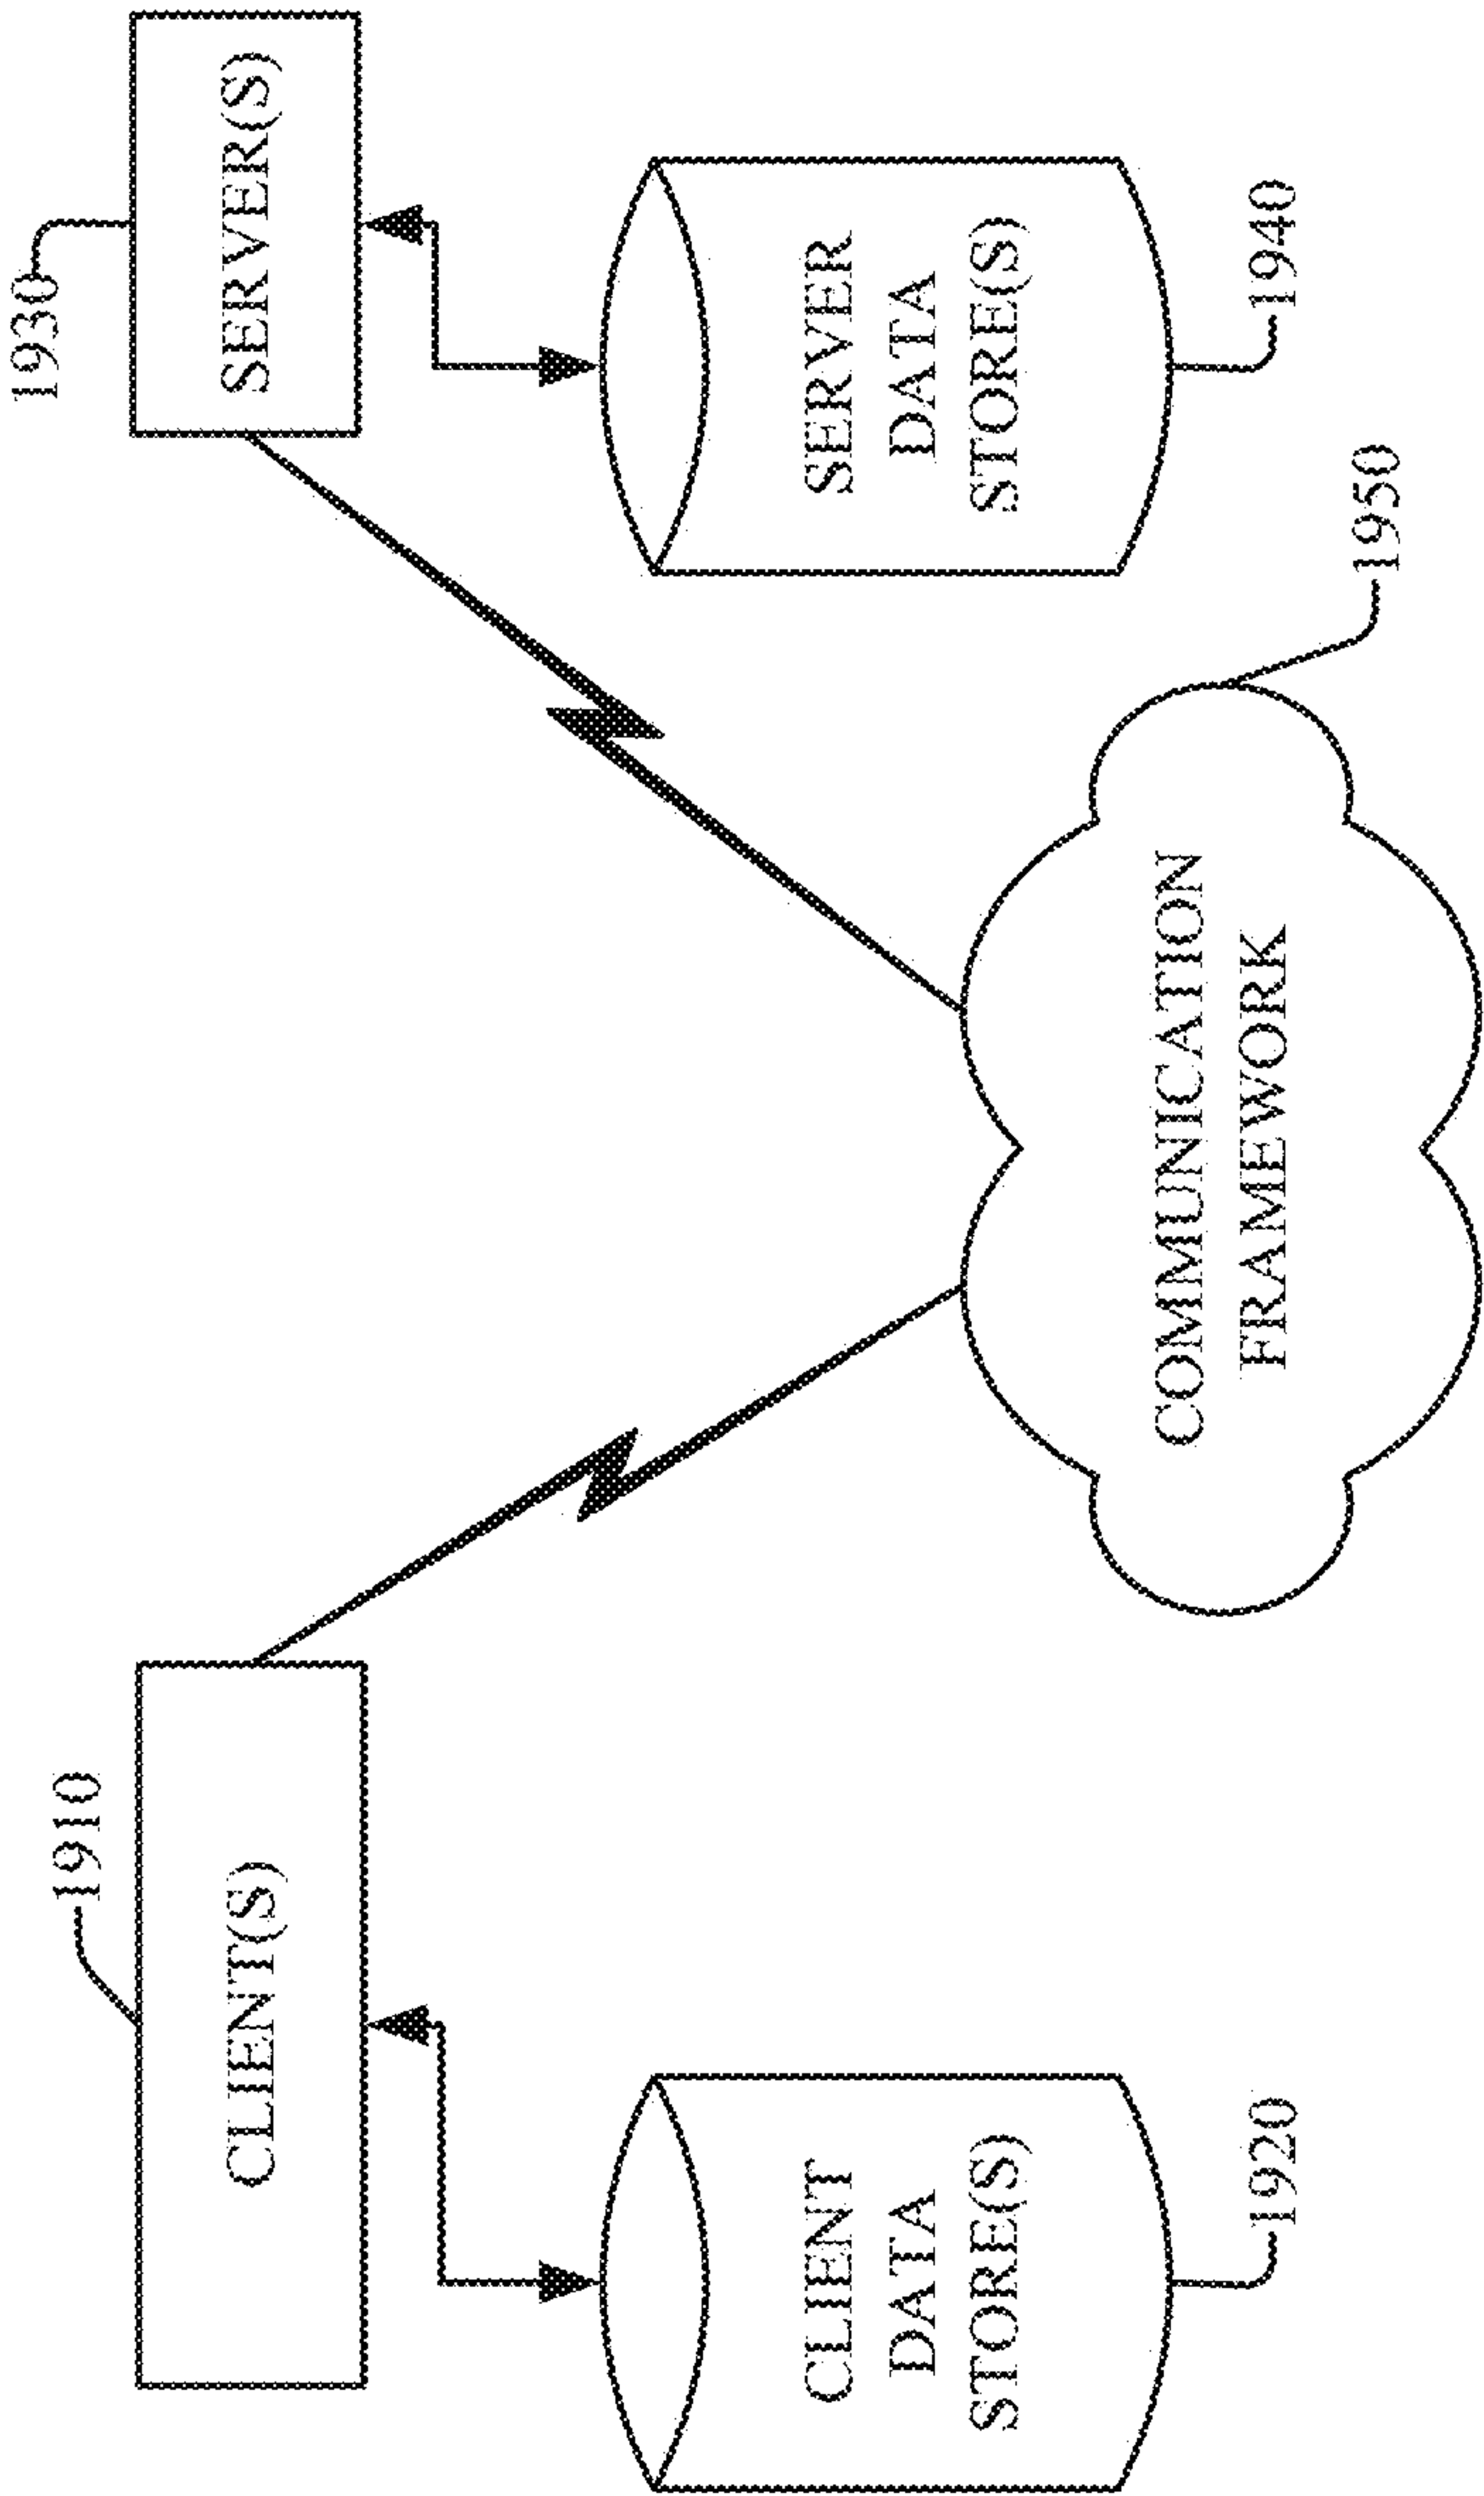 1910
CLIENT(S)
1930
SERVER(S)
CLIENT
DATA
STORE(S)
1920
SERVER
DATA
STORE(S)
1940
COMMUNICATION
FRAMEWORK
1950